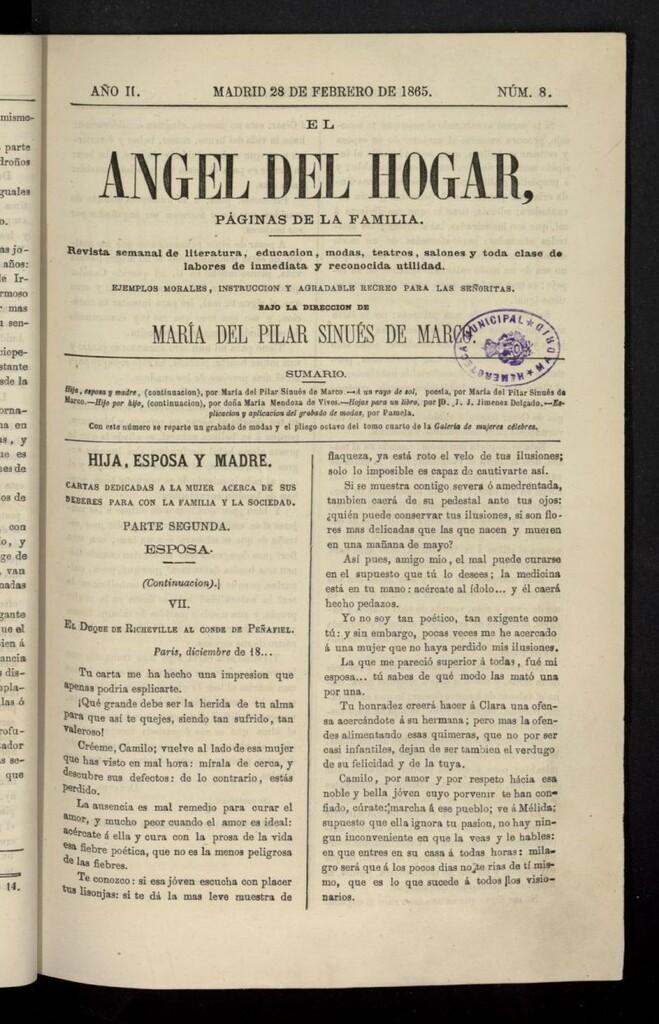 AÑO II. MADRID 28 DE FEBRERO DE 1865. NÚM. 8.
EL
ANGEL DEL HOGAR,
PÁGINAS DE LA FAMILIA.
Revista semanal de literatura, educacion, modas, teatros, salones y toda clase de
labores de inmediata y reconocida utilidad.
EJEMPLOS MORALES, INSTRUCCION Y AGRADABLE RECREO PARA LAS SEÑORITAS.
BAJO LA DIRECCION DE
MARÍA DEL PILAR SINUÉS DE MARCO
HEMEROTECA MUNICIPAL ★ MADRID ★
SUMARIO.
Hija, esposa y madre, (continuacion), por María del Pilar Sinués de Marco.—A un rayo de sol, poesía, por María del Pilar Sinués de
Marco.—Hijo por hijo, (continuacion), por doña María Mendoza de Vives.—Hojas para un libro, por D. J. J. Jimenez Delgado.—Es-
plicacion y aplicacion del grabado de modas, por Pamela.
Con este número se reparte un grabado de modas y el pliego octavo del tomo cuarto de la Galería de mujeres célebres.
HIJA, ESPOSA Y MADRE.
CARTAS DEDICADAS A LA MUJER ACERCA DE SUS
DEBERES PARA CON LA FAMILIA Y LA SOCIEDAD.
PARTE SEGUNDA.
ESPOSA.
(Continuacion).
VII.
EL DUQUE DE RICHEVILLE AL CONDE DE PEÑAFIEL.
París, diciembre de 18...
Tu carta me ha hecho una impresion que
apenas podria esplicarte.
¡Qué grande debe ser la herida de tu alma
para que así te quejes, siendo tan sufrido, tan
valeroso!
Créeme, Camilo; vuelve al lado de esa mujer
que has visto en mal hora: mírala de cerca, y
descubre sus defectos: de lo contrario, estás
perdido.
La ausencia es mal remedio para curar el
amor, y mucho peor cuando el amor es ideal:
acércate á ella y cura con la prosa de la vida
esa fiebre poética, que no es la menos peligrosa
de las fiebres.
Te conozco: si esa jóven escucha con placer
tus lisonjas: si te dá la mas leve muestra de
flaqueza, ya está roto el velo de tus ilusiones;
solo lo imposible es capaz de cautivarte así.
Si se muestra contigo severa ó amedrentada,
tambien caerá de su pedestal ante tus ojos:
¿quién puede conservar tus ilusiones, si son flo-
res mas delicadas que las que nacen y mueren
en una mañana de mayo?
Así pues, amigo mio, el mal puede curarse
en el supuesto que tú lo desees; la medicina
está en tu mano: acércate al ídolo... y él caerá
hecho pedazos.
Yo no soy tan poético, tan exigente como
tú: y sin embargo, pocas veces me he acercado
á una mujer que no haya perdido mis ilusiones.
La que me pareció superior á todas, fué mi
esposa... tú sabes de qué modo las mató una
por una.
Tu honradez creerá hacer á Clara una ofen-
sa acercándote á su hermana; pero mas la ofen-
des alimentando esas quimeras, que no por ser
casi infantiles, dejan de ser tambien el verdugo
de su felicidad y de la tuya.
Camilo, por amor y por respeto hácia esa
noble y bella jóven cuyo porvenir te han con-
fiado, cúrate: marcha á ese pueblo; ve á Mélida;
supuesto que ella ignora tu pasion, no hay nin-
gun inconveniente en que la veas y le hables:
en que entres en su casa á todas horas: mila-
gro será que á los pocos dias no te rias de tí mis-
mo, que es lo que sucede á todos los visio-
narios.
14.